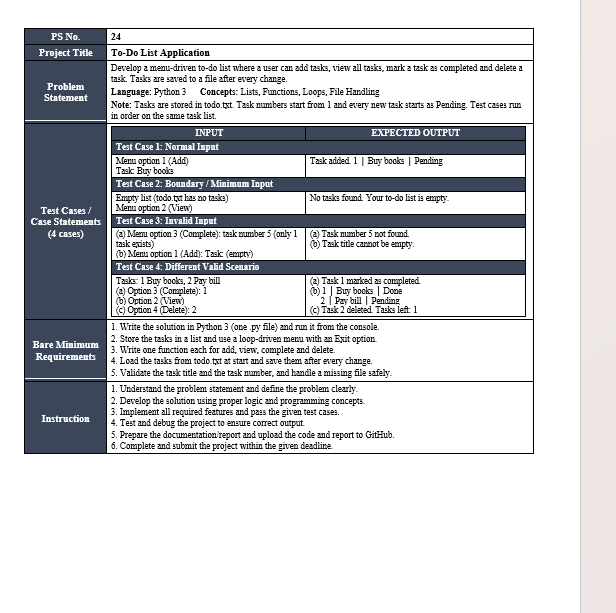 PS No.
24
Project Title
To-Do List Application
Problem
Statement
Develop a menu-driven to-do list where a user can add tasks, view all tasks, mark a task as completed and delete a
task. Tasks are saved to a file after every change.
Language: Python 3 Concepts: Lists, Functions, Loops, File Handling
Note: Tasks are stored in todo.txt. Task numbers start from 1 and every new task starts as Pending. Test cases run
in order on the same task list.
Test Cases /
Case Statements
(4 cases)
INPUT
EXPECTED OUTPUT
Test Case 1: Normal Input
Menu option 1 (Add)
Task: Buy books
Task added. 1 | Buy books | Pending
Test Case 2: Boundary / Minimum Input
Empty list (todo.txt has no tasks)
Menu option 2 (View)
No tasks found. Your to-do list is empty.
Test Case 3: Invalid Input
(a) Menu option 3 (Complete): task number 5 (only 1
task exists)
(b) Menu option 1 (Add): Task: (empty)
(a) Task number 5 not found.
(b) Task title cannot be empty.
Test Case 4: Different Valid Scenario
Tasks: 1 Buy books, 2 Pay bill
(a) Option 3 (Complete): 1
(b) Option 2 (View)
(c) Option 4 (Delete): 2
(a) Task 1 marked as completed.
(b) 1 | Buy books | Done
2 | Pay bill | Pending
(c) Task 2 deleted. Tasks left: 1
Bare Minimum
Requirements
1. Write the solution in Python 3 (one .py file) and run it from the console.
2. Store the tasks in a list and use a loop-driven menu with an Exit option.
3. Write one function each for add, view, complete and delete.
4. Load the tasks from todo.txt at start and save them after every change.
5. Validate the task title and the task number, and handle a missing file safely.
Instruction
1. Understand the problem statement and define the problem clearly.
2. Develop the solution using proper logic and programming concepts.
3. Implement all required features and pass the given test cases.
4. Test and debug the project to ensure correct output.
5. Prepare the documentation/report and upload the code and report to GitHub.
6. Complete and submit the project within the given deadline.